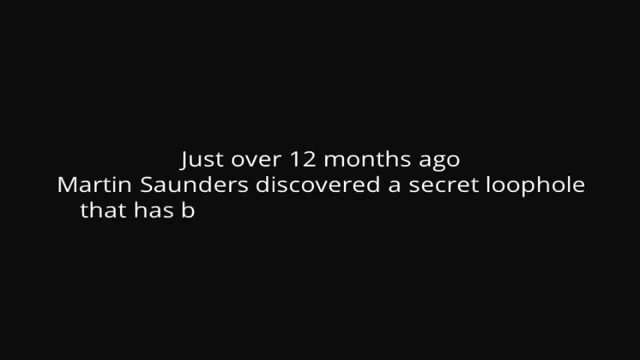 Just over 12 months ago
Martin Saunders discovered a secret loophole
that has b